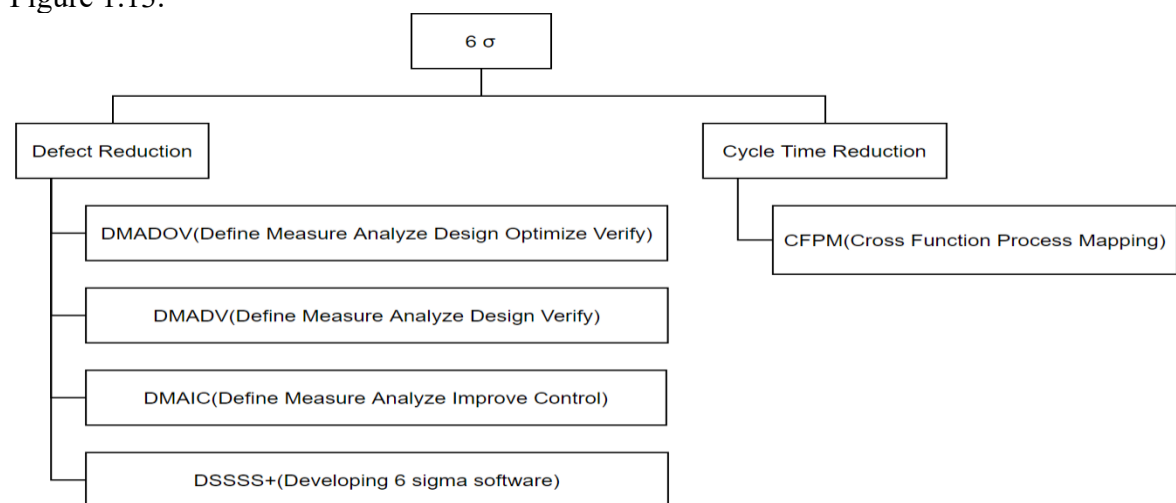 Figure 1.13:
6 σ
Defect Reduction
Cycle Time Reduction
DMADOV(Define Measure Analyze Design Optimize Verify)
CFPM(Cross Function Process Mapping)
DMADV(Define Measure Analyze Design Verify)
DMAIC(Define Measure Analyze Improve Control)
DSSSS+(Developing 6 sigma software)